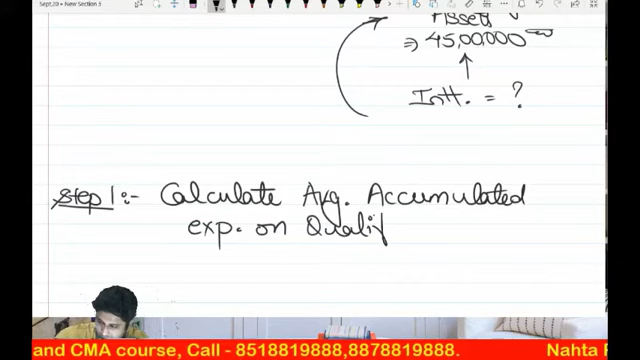 Sept.20 » New Section 3
Assets
⇒ 45,00,000
Intt. = ?
Step 1:- Calculate Avg. Accumulated
exp. on Qualif
and CMA course, Call - 8518819888,8878819888.
Nahta